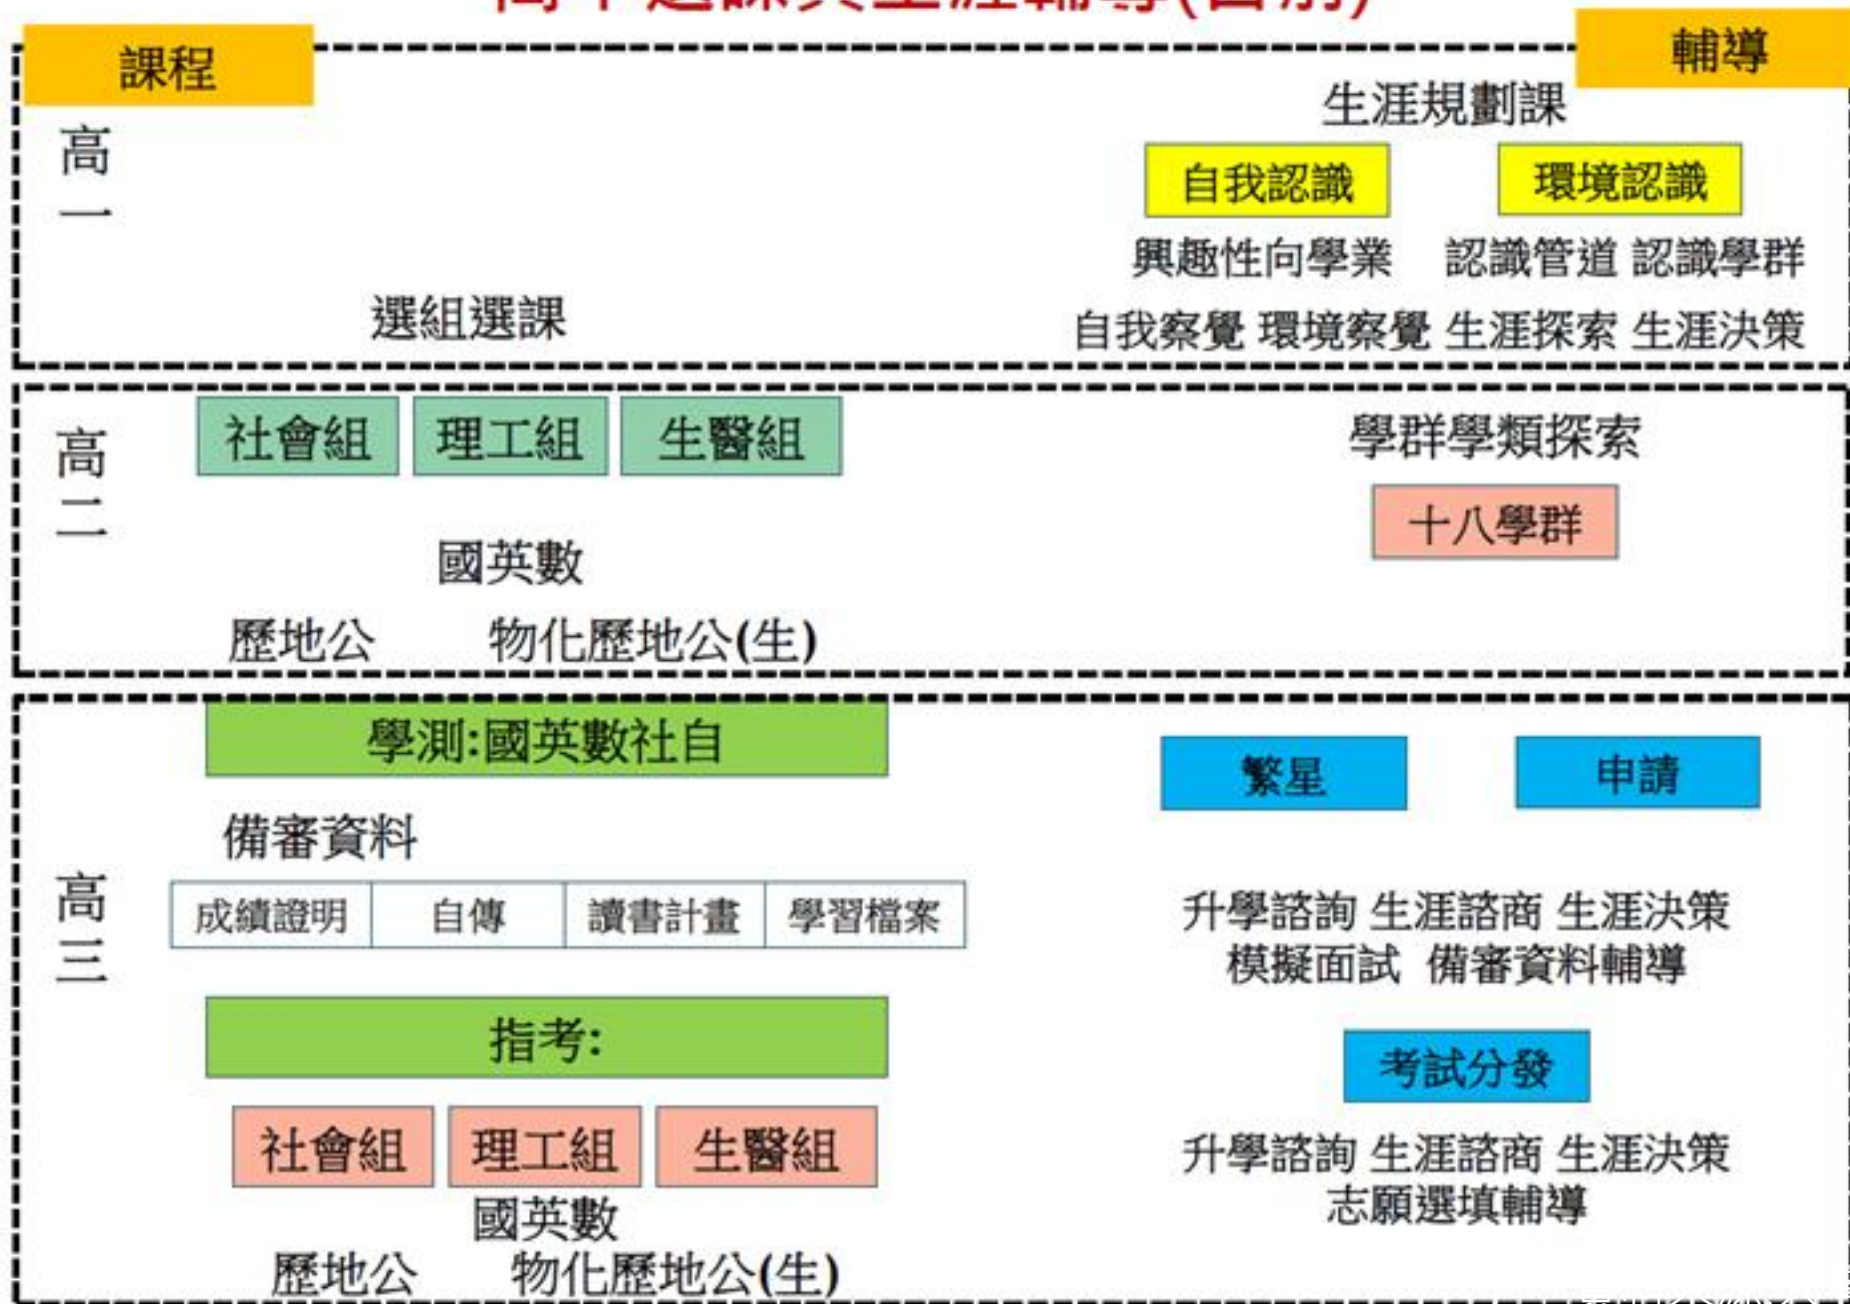 課程
輔導
高一
選組選課
生涯規劃課
自我認識
環境認識
興趣性向學業
認識管道 認識學群
自我察覺 環境察覺 生涯探索 生涯決策
高二
社會組
理工組
生醫組
國英數
歷地公
物化歷地公(生)
學群學類探索
十八學群
高三
學測:國英數社自
備審資料
成績證明
自傳
讀書計畫
學習檔案
指考:
社會組
理工組
生醫組
國英數
歷地公
物化歷地公(生)
繁星
申請
升學諮詢 生涯諮商 生涯決策
模擬面試 備審資料輔導
考試分發
升學諮詢 生涯諮商 生涯決策
志願選填輔導